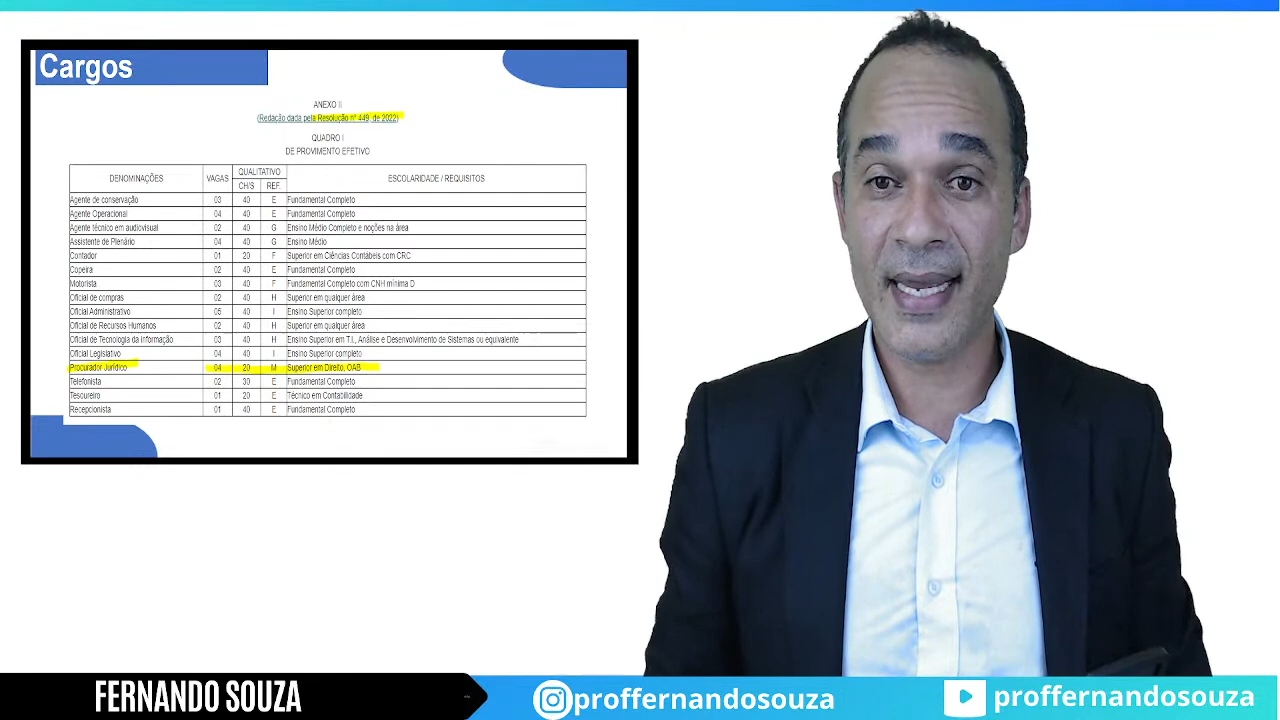 Cargos
ANEXO II
(Redação dada pela Resolução nº 449, de 2022)
QUADRO I
DE PROVIMENTO EFETIVO
DENOMINAÇÕES VAGAS QUALITATIVO ESCOLARIDADE / REQUISITOS
CH/S REF.
Agente de conservação 03 40 E Fundamental Completo
Agente Operacional 04 40 E Fundamental Completo
Agente técnico em audiovisual 02 40 G Ensino Médio Completo e noções na área
Assistente de Plenário 04 40 G Ensino Médio
Contador 01 20 F Superior em Ciências Contábeis com CRC
Copeira 02 40 E Fundamental Completo
Motorista 03 40 F Fundamental Completo com CNH mínima D
Oficial de compras 02 40 H Superior em qualquer área
Oficial Administrativo 05 40 I Ensino Superior completo
Oficial de Recursos Humanos 02 40 H Superior em qualquer área
Oficial de Tecnologia da Informação 03 40 H Superior em T.I., Análise e Desenvolvimento de Sistemas ou equivalente
Oficial Legislativo 04 40 I Ensino Superior completo
Procurador Jurídico 04 20 M Superior em Direito, OAB
Telefonista 02 30 E Fundamental Completo
Tesoureiro 01 20 E Técnico em Contabilidade
Recepcionista 01 40 E Fundamental Completo
FERNANDO SOUZA
@proffernandosouza
proffernandosouza